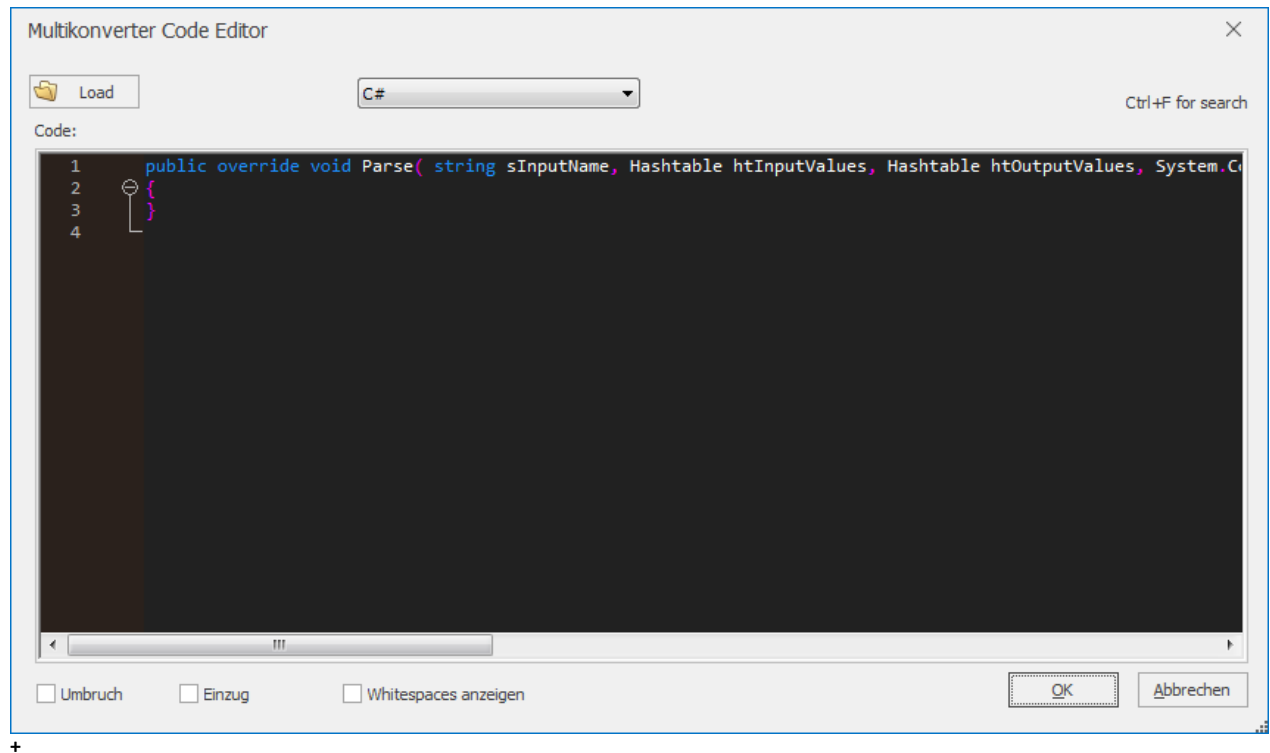 Multikonverter Code Editor
Load
C#
Ctrl+F for search
Code:
1 public override void Parse( string sInputName, Hashtable htInputValues, Hashtable htOutputValues, System.C
2 {
3 }
4
Umbruch
Einzug
Whitespaces anzeigen
OK
Abbrechen
+